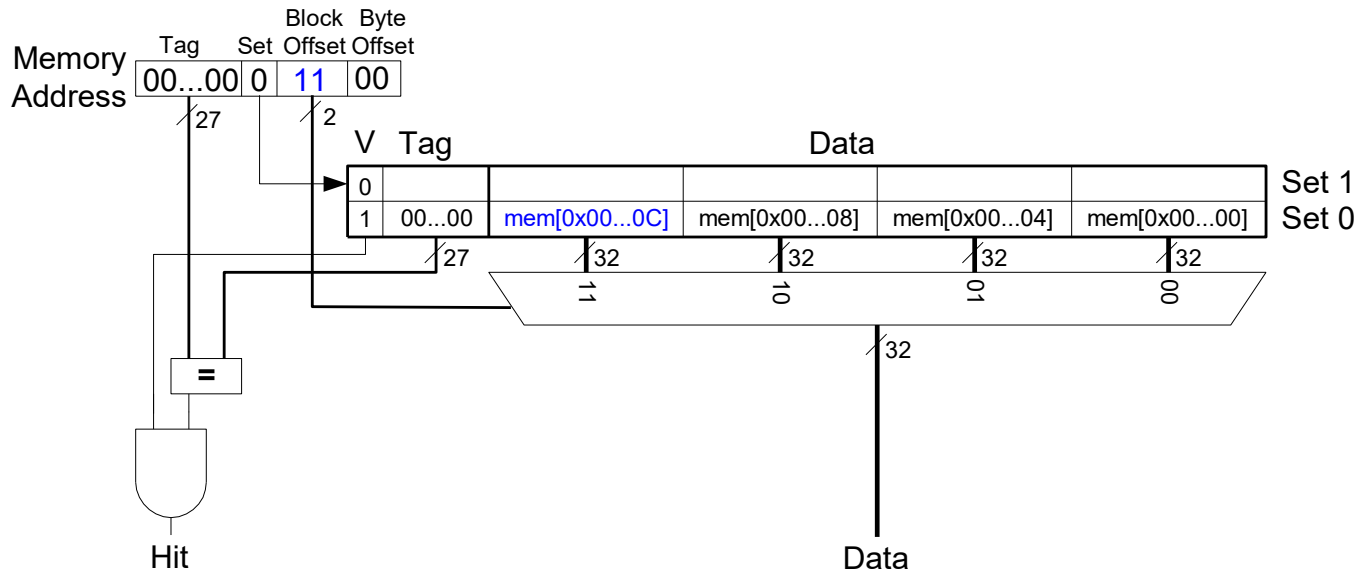 Block Byte
Tag Set Offset Offset
Memory Address
00...00 0 11 00
27 2
V Tag Data
0 Set 1
1 00...00 mem[0x00...0C] mem[0x00...08] mem[0x00...04] mem[0x00...00] Set 0
27 32 32 32 32
11 10 01 00
32
=
Hit Data